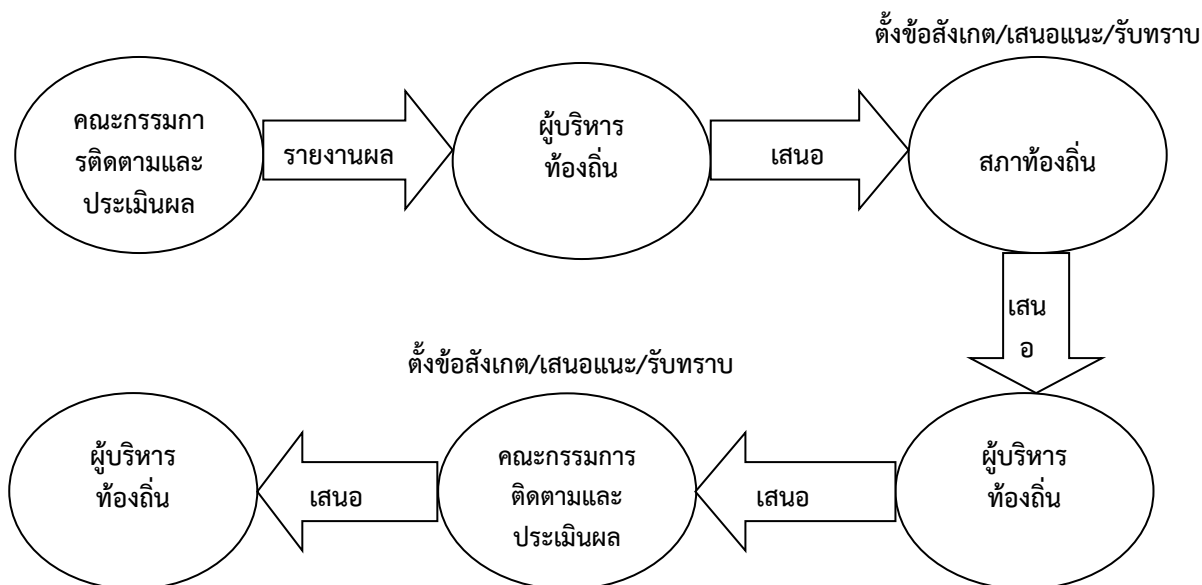 ตั้งข้อสังเกต/เสนอแนะ/รับทราบ
คณะกรรมกา
รติดตามและ
ประเมินผล
รายงานผล
ผู้บริหาร
ท้องถิ่น
เสนอ
สภาท้องถิ่น
เสน
อ
ตั้งข้อสังเกต/เสนอแนะ/รับทราบ
ผู้บริหาร
ท้องถิ่น
เสนอ
คณะกรรมการ
ติดตามและ
ประเมินผล
เสนอ
ผู้บริหาร
ท้องถิ่น